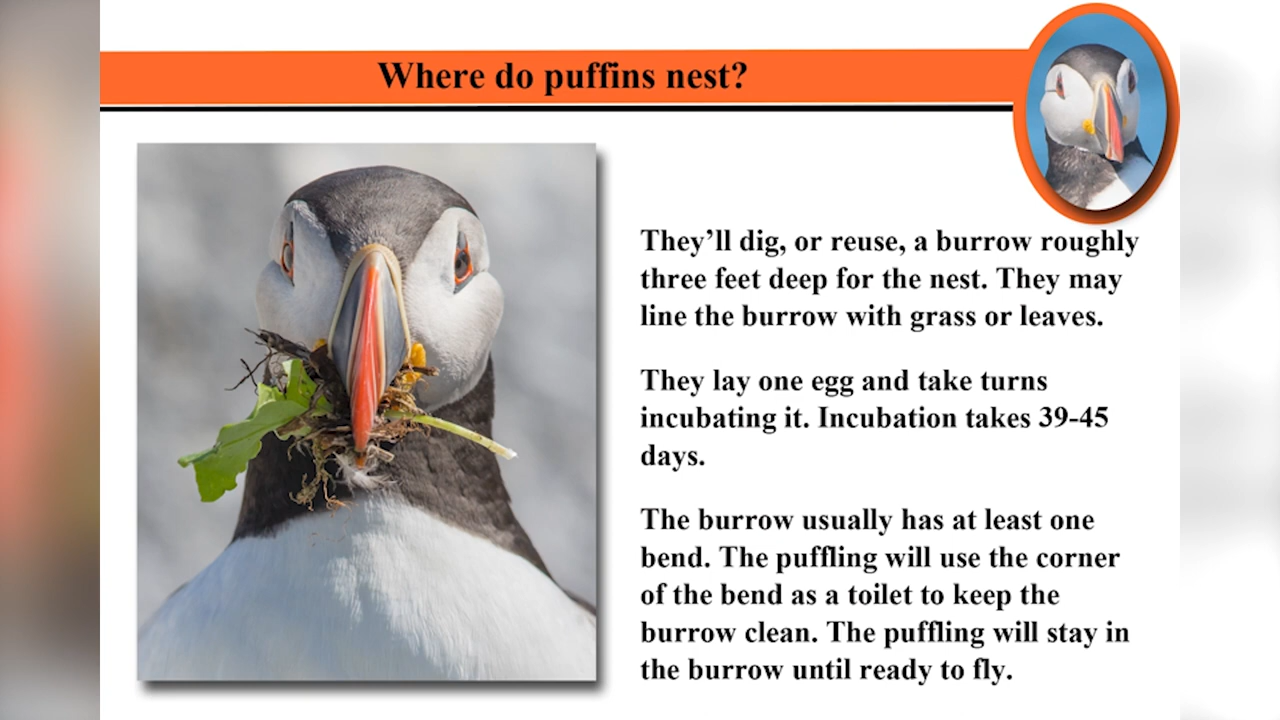 Where do puffins nest?
They’ll dig, or reuse, a burrow roughly
three feet deep for the nest. They may
line the burrow with grass or leaves.
They lay one egg and take turns
incubating it. Incubation takes 39-45
days.
The burrow usually has at least one
bend. The puffling will use the corner
of the bend as a toilet to keep the
burrow clean. The puffling will stay in
the burrow until ready to fly.